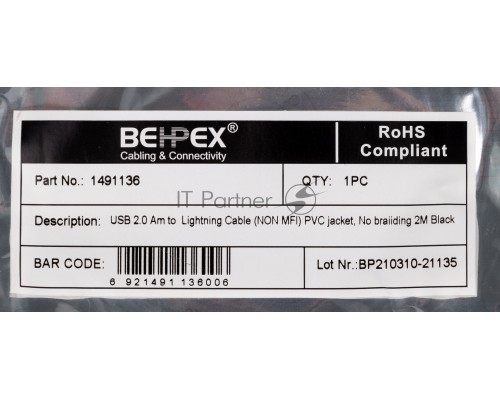 BEHPEX®
Cabling & Connectivity
RoHS
Compliant
Part No.: 1491136
QTY: 1PC
IT Partner
Description: USB 2.0 Am to Lightning Cable (NON MFI) PVC jacket, No braiiding 2M Black
BAR CODE:
6 921491 136006
Lot Nr.:BP210310-21135